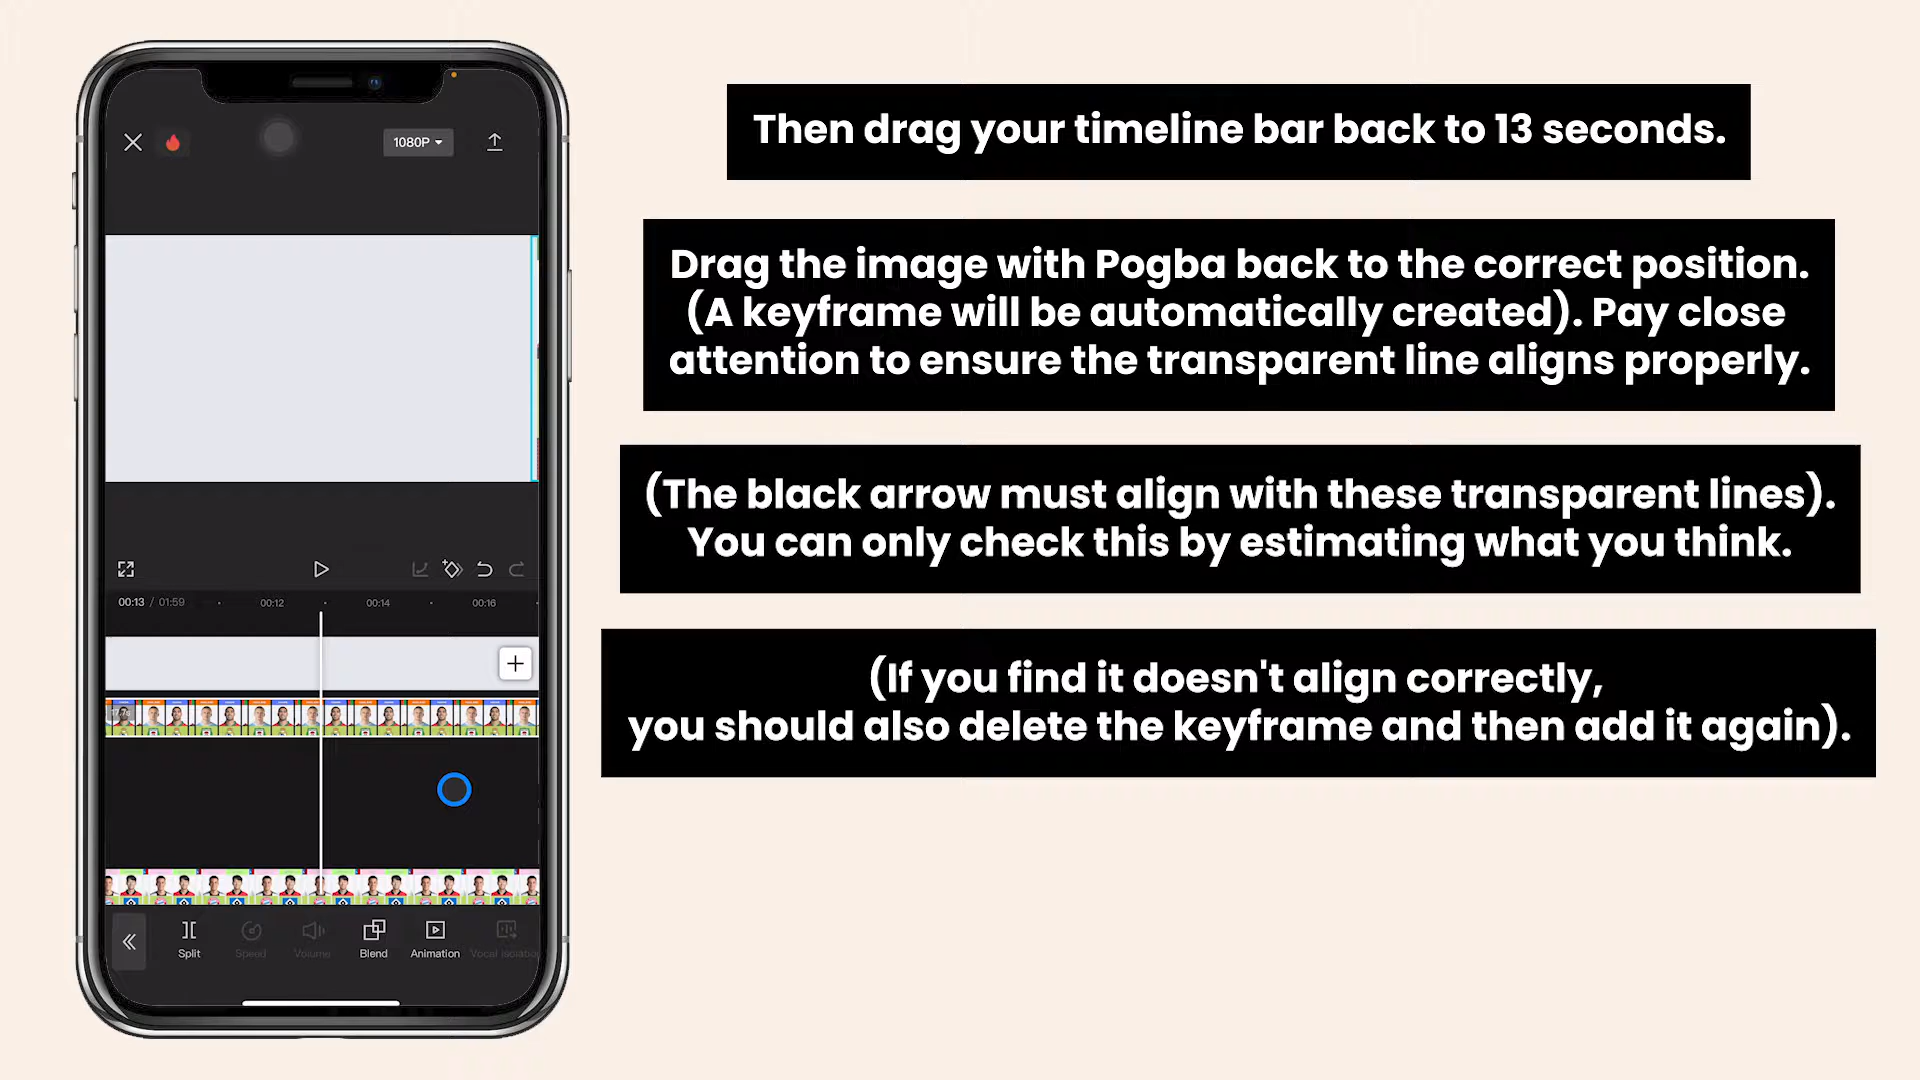 1080P
00:13 / 01:59
00:12
00:14
00:16
Split
Speed
Volume
Blend
Animation
Vocal isolatio
Then drag your timeline bar back to 13 seconds.
Drag the image with Pogba back to the correct position.
(A keyframe will be automatically created). Pay close
attention to ensure the transparent line aligns properly.
(The black arrow must align with these transparent lines).
You can only check this by estimating what you think.
(If you find it doesn't align correctly,
you should also delete the keyframe and then add it again).